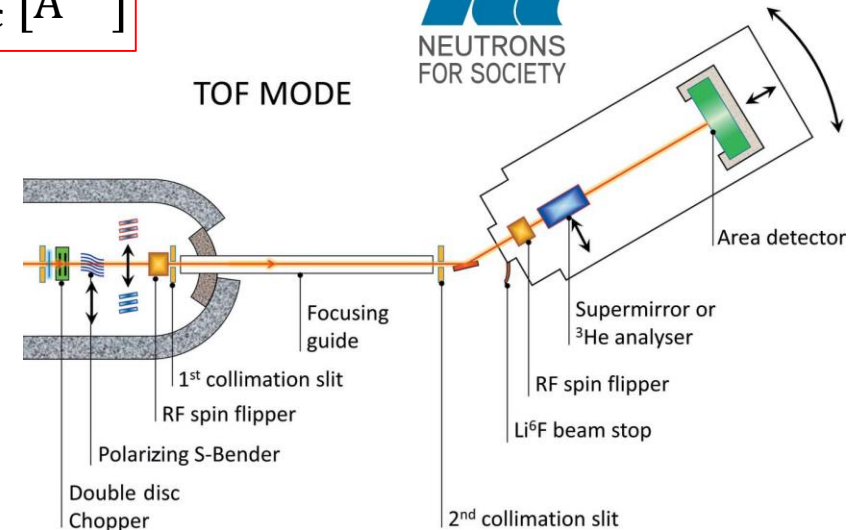 [Å
]
NEUTRONS
FOR SOCIETY
TOF MODE
Area detector
Focusing
guide
Supermirror or
³He analyser
1ˢᵗ collimation slit
RF spin flipper
RF spin flipper
Li⁶F beam stop
Polarizing S-Bender
Double disc
Chopper
2ⁿᵈ collimation slit